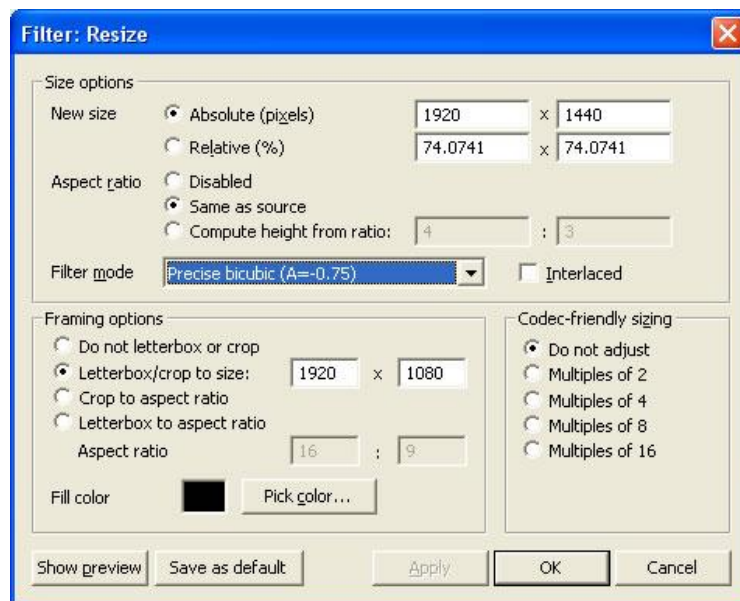 Filter: Resize
Size options
New size Absolute (pixels) 1920 x 1440
Relative (%) 74.0741 x 74.0741
Aspect ratio Disabled
Same as source
Compute height from ratio: 4 : 3
Filter mode Precise bicubic (A=-0.75) Interlaced
Framing options
Do not letterbox or crop
Letterbox/crop to size: 1920 x 1080
Crop to aspect ratio
Letterbox to aspect ratio
Aspect ratio 16 : 9
Fill color Pick color...
Codec-friendly sizing
Do not adjust
Multiples of 2
Multiples of 4
Multiples of 8
Multiples of 16
Show preview Save as default Apply OK Cancel